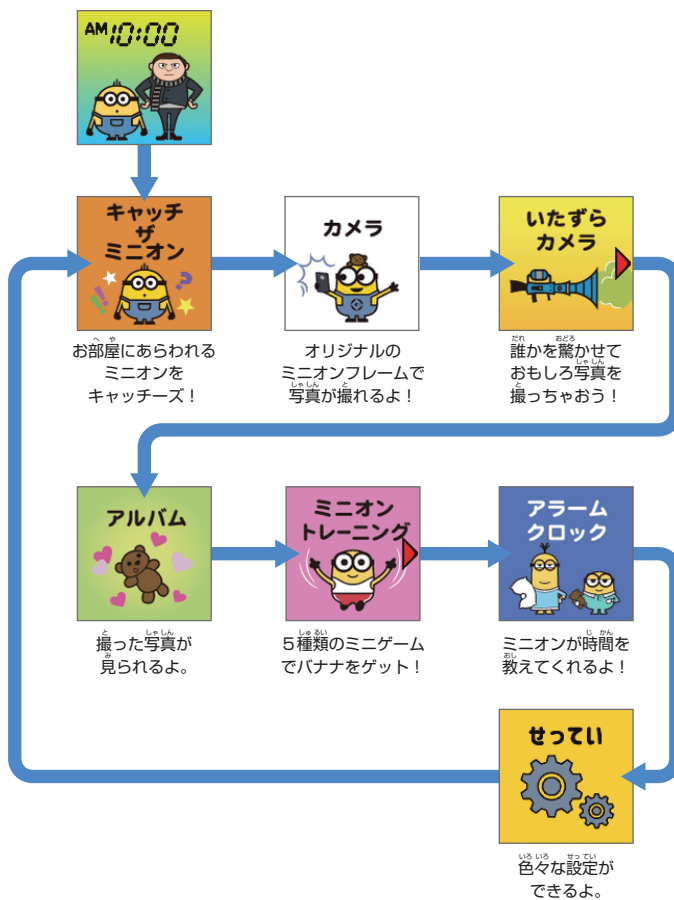 AM10:00
キャッチ
ザ
ミニオン
お部屋にあらわれる
ミニオンを
キャッチーズ！
カメラ
オリジナルの
ミニオンフレームで
写真が撮れるよ！
いたずら
カメラ
誰かを驚かせて
おもしろ写真を
撮っちゃおう！
アルバム
撮った写真が
見られるよ。
ミニオン
トレーニング
5種類のミニゲーム
でバナナをゲット！
アラーム
クロック
ミニオンが時間を
教えてくれるよ！
せってい
色々な設定が
できるよ。